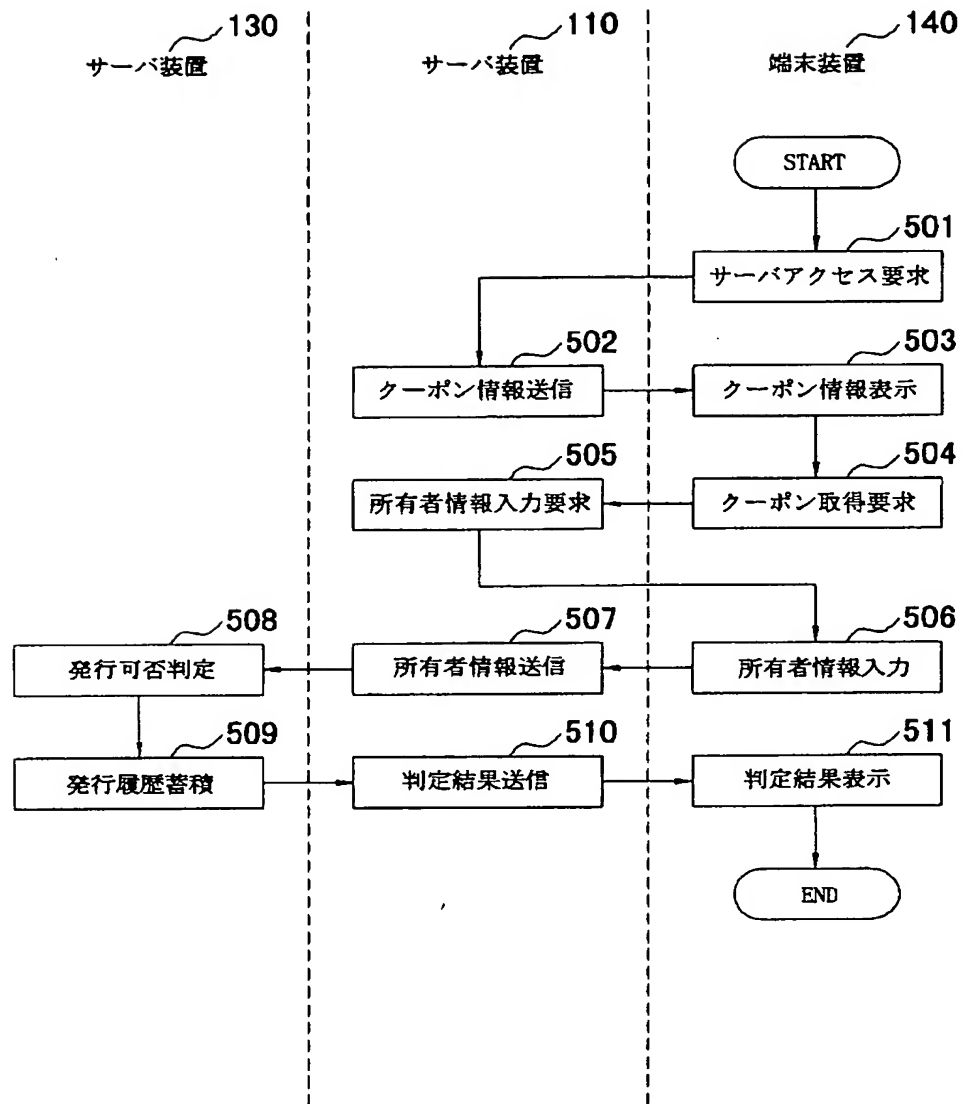 130
サーバ装置
110
サーバ装置
140
端末装置
START
501
サーバアクセス要求
502
クーポン情報送信
503
クーポン情報表示
505
所有者情報入力要求
504
クーポン取得要求
508
発行可否判定
507
所有者情報送信
506
所有者情報入力
509
発行履歴蓄積
510
判定結果送信
511
判定結果表示
END